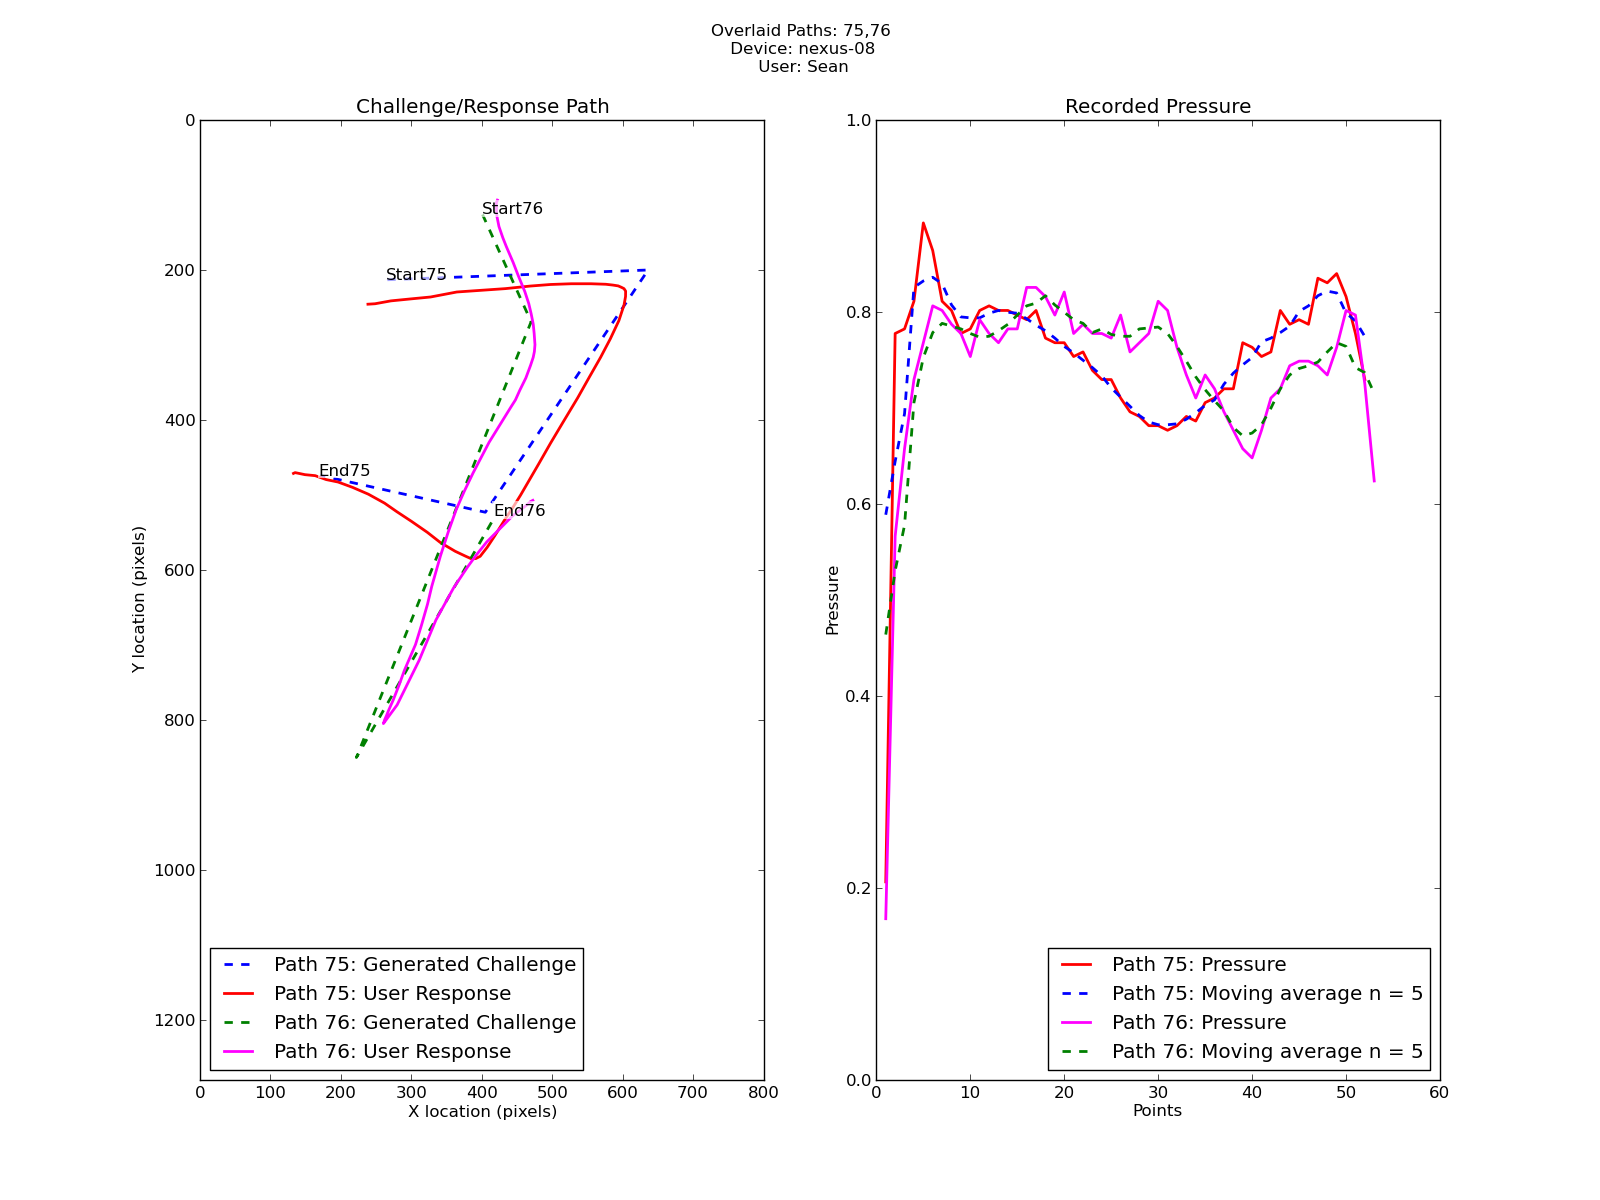 Overlaid Paths: 75,76
Device: nexus-08
User: Sean
Challenge/Response Path
0
200
400
600
800
1000
1200
Y location (pixels)
Start76
Start75
End75
End76
Path 75: Generated Challenge
Path 75: User Response
Path 76: Generated Challenge
Path 76: User Response
0 100 200 300 400 500 600 700 800
X location (pixels)
Recorded Pressure
1.0
0.8
0.6
0.4
0.2
0.0
Pressure
Path 75: Pressure
Path 75: Moving average n = 5
Path 76: Pressure
Path 76: Moving average n = 5
0 10 20 30 40 50 60
Points